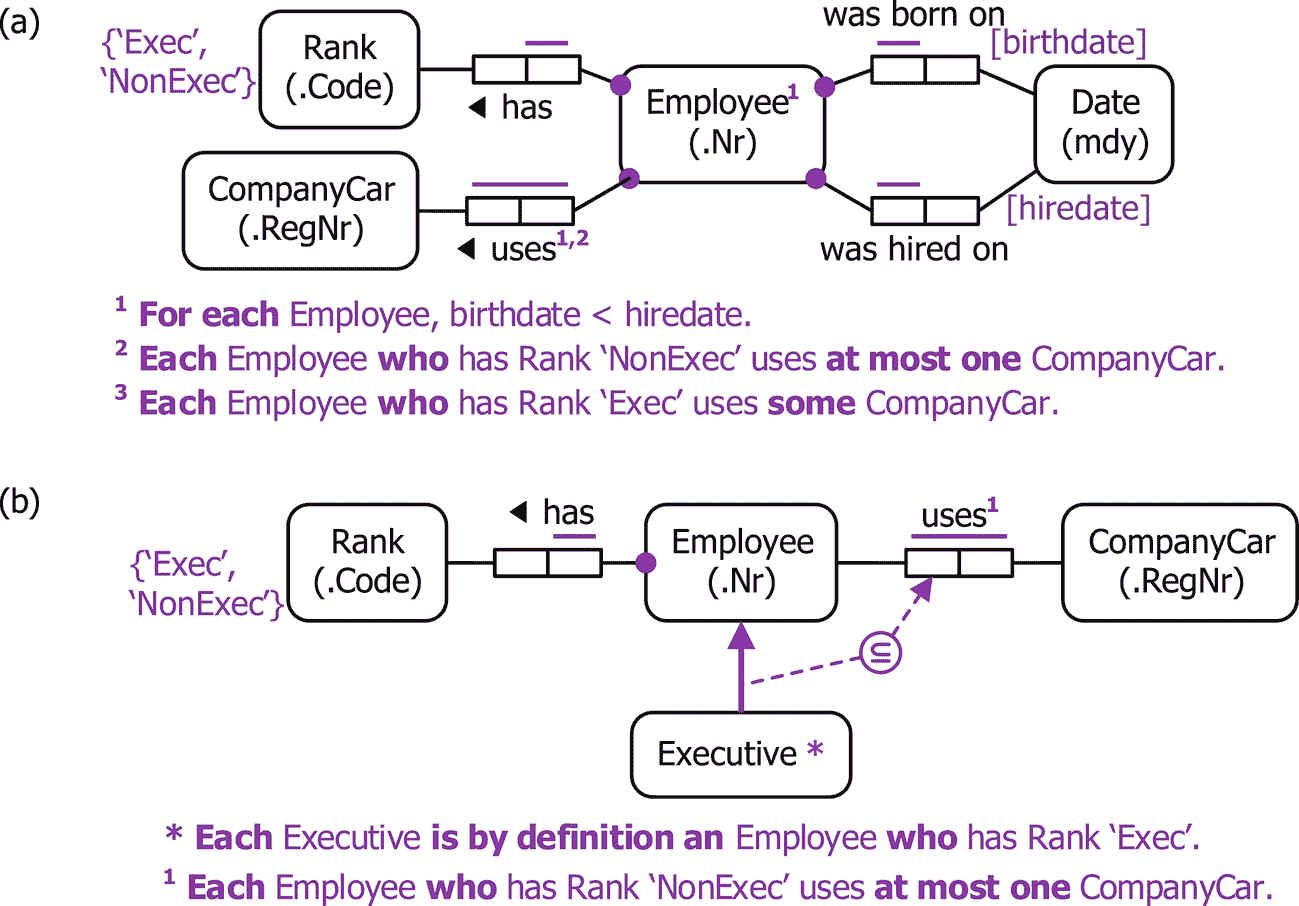 (a)
{‘Exec’,
‘NonExec’}
Rank
(.Code)
◄ has
Employee1
(.Nr)
was born on
[birthdate]
Date
(mdy)
CompanyCar
(.RegNr)
◄ uses1,2
was hired on
[hiredate]
1 For each Employee, birthdate < hiredate.
2 Each Employee who has Rank ‘NonExec’ uses at most one CompanyCar.
3 Each Employee who has Rank ‘Exec’ uses some CompanyCar.
(b)
{‘Exec’,
‘NonExec’}
Rank
(.Code)
◄ has
Employee
(.Nr)
uses1
CompanyCar
(.RegNr)
⊆
Executive *
* Each Executive is by definition an Employee who has Rank ‘Exec’.
1 Each Employee who has Rank ‘NonExec’ uses at most one CompanyCar.